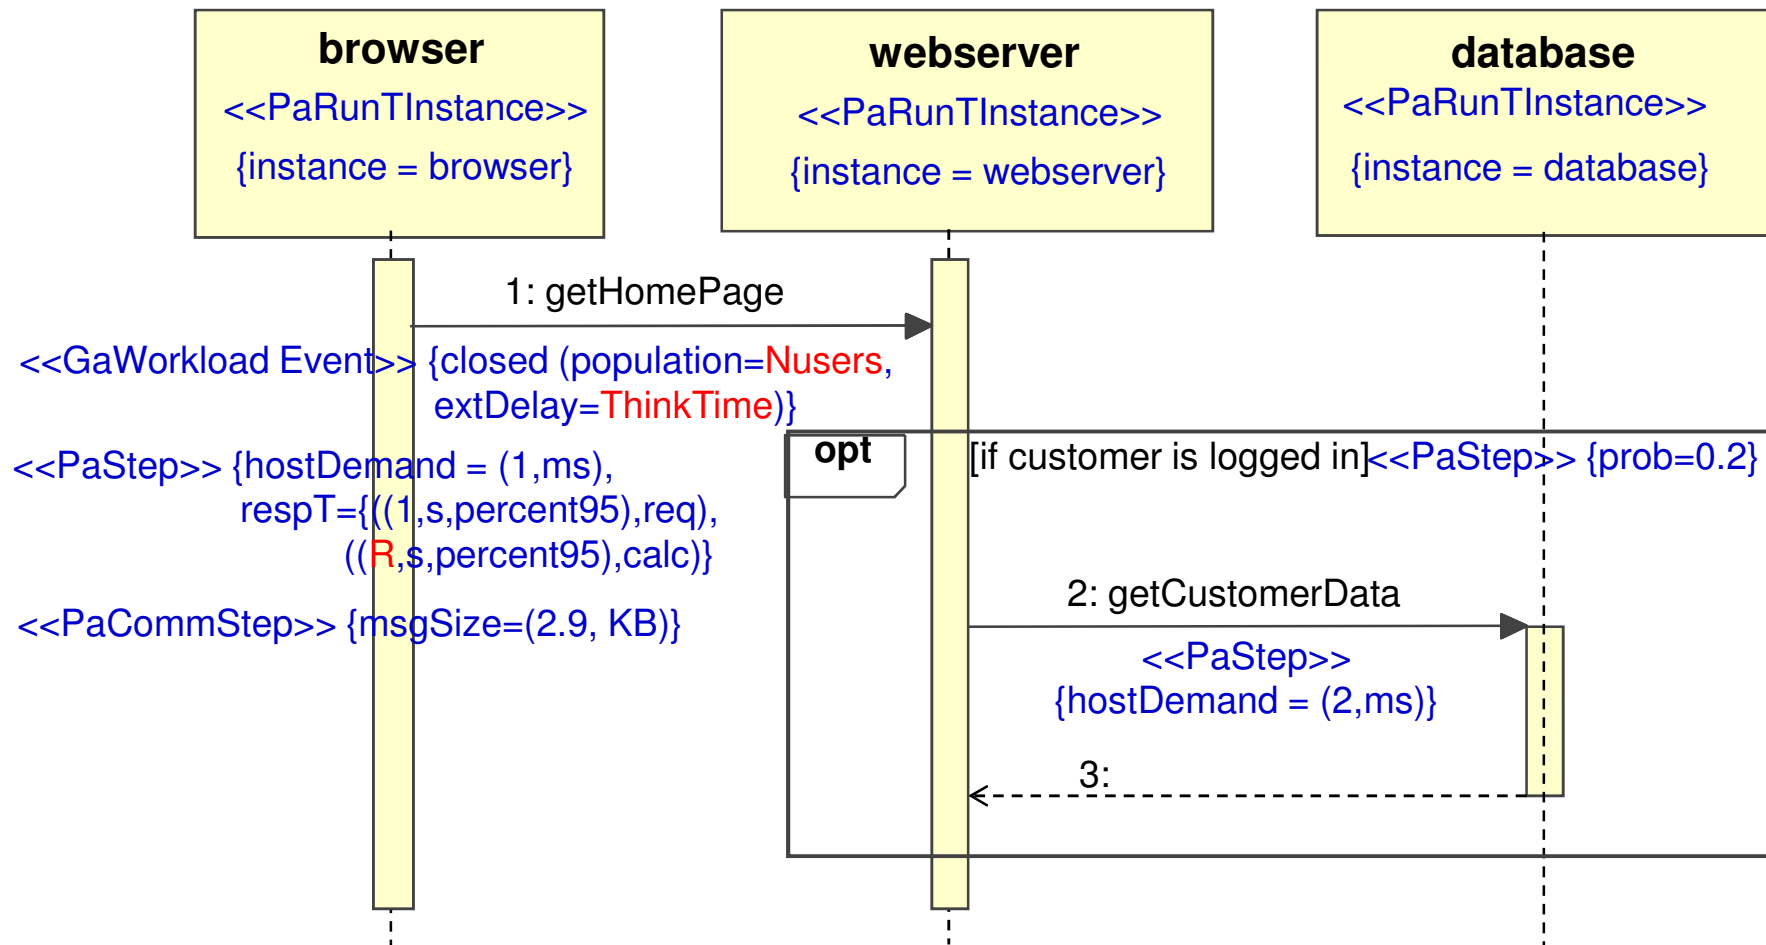 browser
<<PaRunTInstance>>
{instance = browser}
webserver
<<PaRunTInstance>>
{instance = webserver}
database
<<PaRunTInstance>>
{instance = database}
1: getHomePage
<<GaWorkload Event>> {closed (population=Nusers,
extDelay=ThinkTime)}
opt
[if customer is logged in]<<PaStep>> {prob=0.2}
<<PaStep>> {hostDemand = (1,ms),
respT={((1,s,percent95),req),
((R,s,percent95),calc)}
<<PaCommStep>> {msgSize=(2.9, KB)}
2: getCustomerData
<<PaStep>>
{hostDemand = (2,ms)}
3: